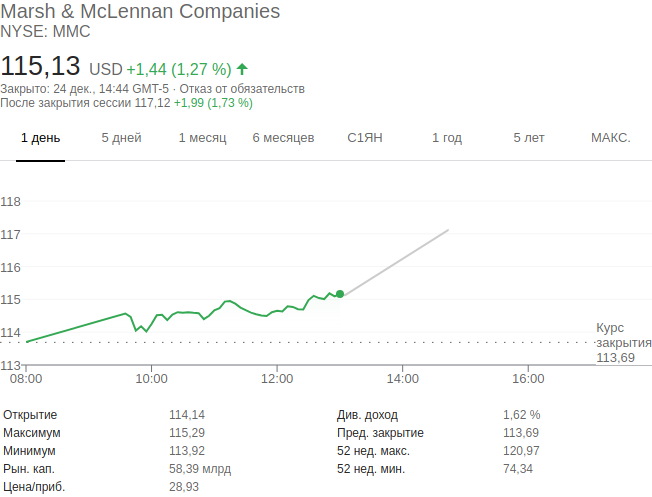 Marsh & McLennan Companies
NYSE: MMC
115,13 USD +1,44 (1,27 %)
Закрыто: 24 дек., 14:44 GMT-5 · Отказ от обязательств
После закрытия сессии 117,12 +1,99 (1,73 %)
1 день 5 дней 1 месяц 6 месяцев С1ЯН 1 год 5 лет МАКС.
118
117
116
115
114
113
Курс
закрытия
113,69
08:00 10:00 12:00 14:00 16:00
Открытие 114,14 Див. доход 1,62 %
Максимум 115,29 Пред. закрытие 113,69
Минимум 113,92 52 нед. макс. 120,97
Рын. кап. 58,39 млрд 52 нед. мин. 74,34
Цена/приб. 28,93